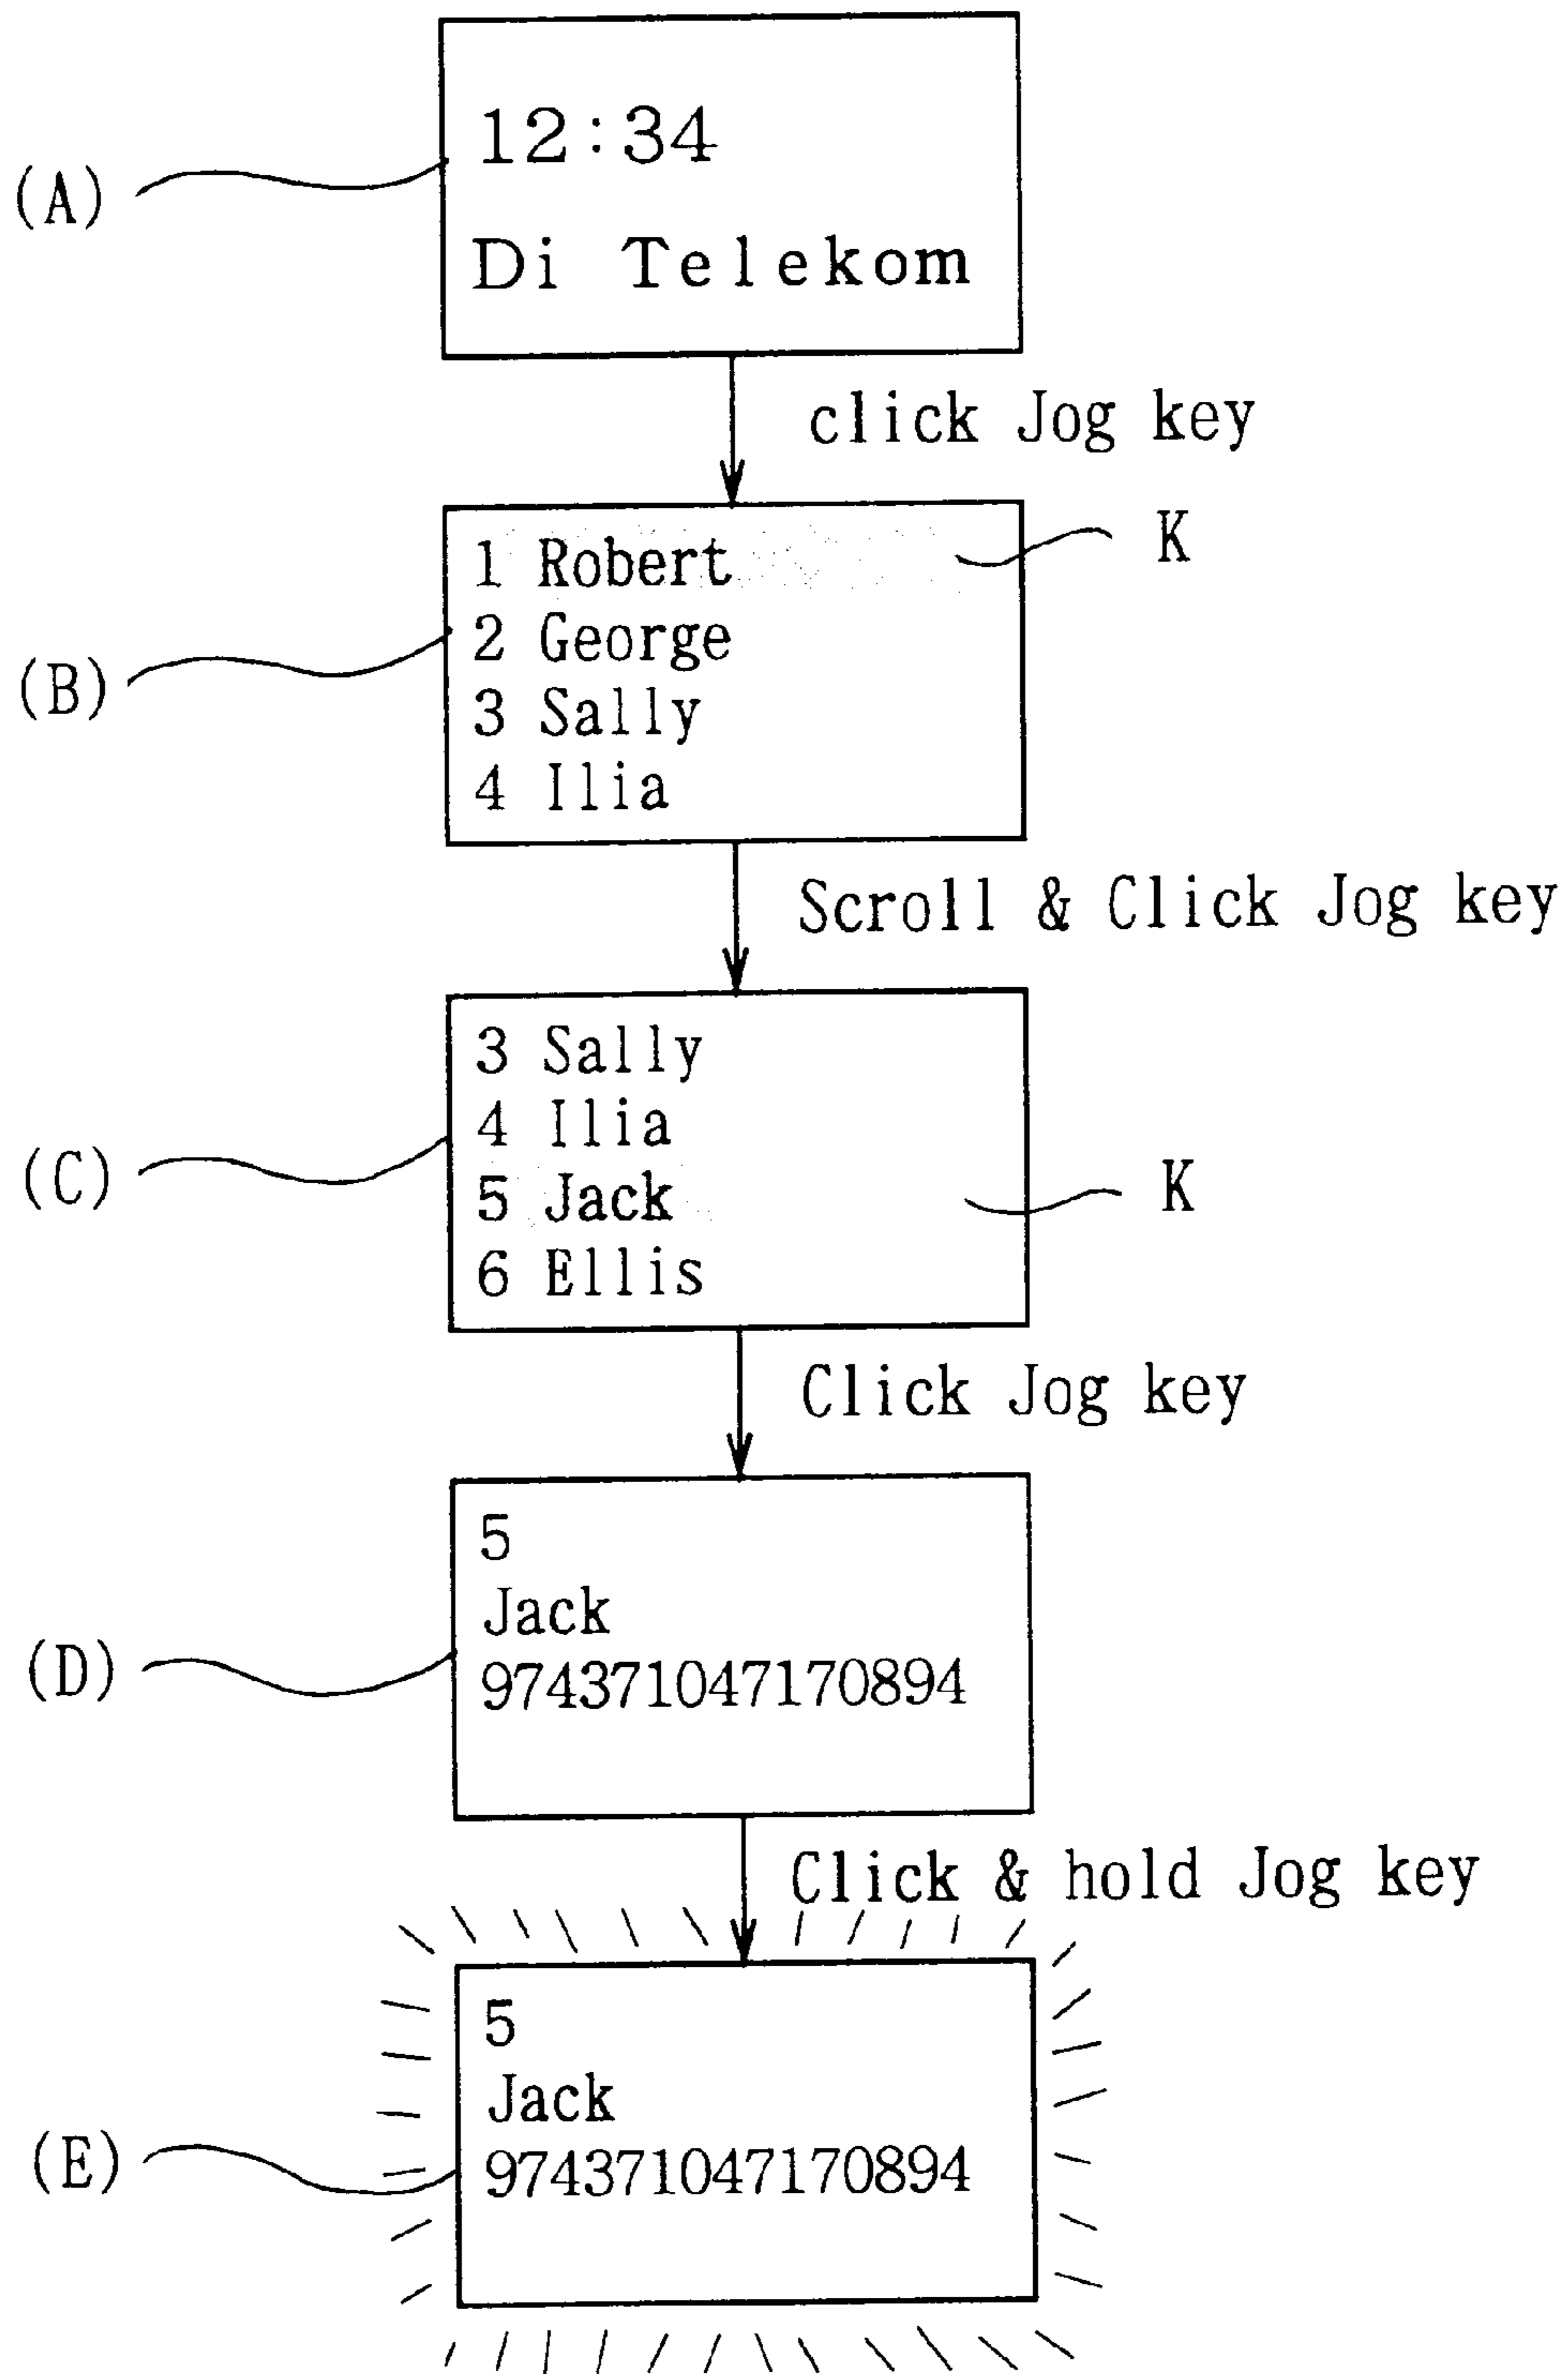 12:34
(A)
Di Telekom
click Jog key
K
1 Robert
2 George
(B)
3 Sally
4 Ilia
Scroll & Click Jog key
3 Sally
4 Ilia
(C)
5 Jack
K
6 Ellis
Click Jog key
5
Jack
(D)
974371047170894
Click & hold Jog key
5
Jack
(E)
974371047170894